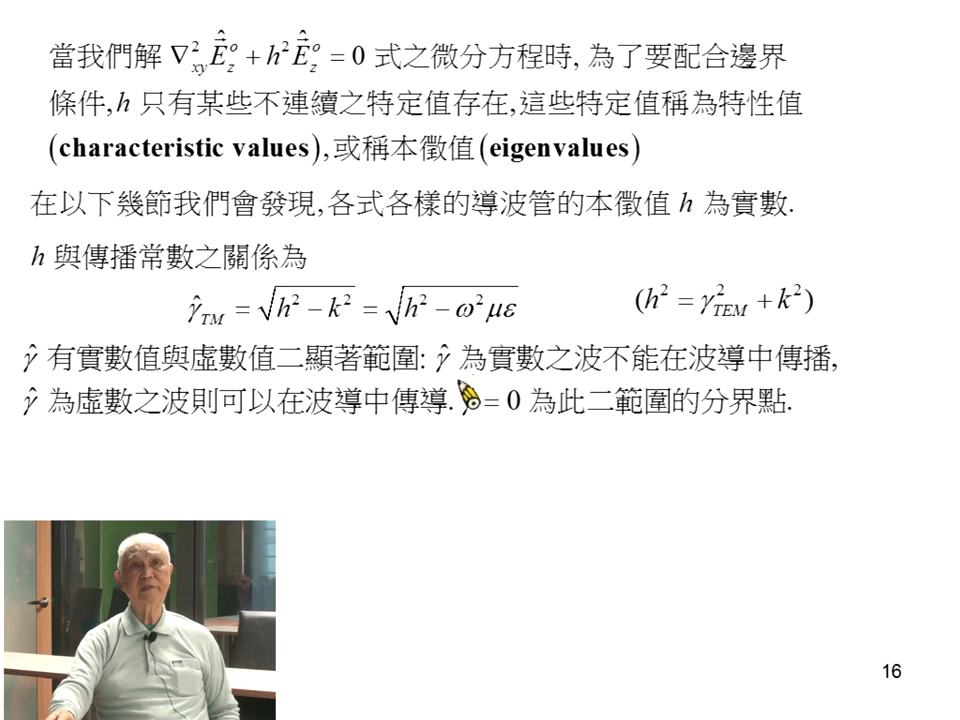 當我們解 ∇²xy Ê⃗ᵒz + h² Ê⃗ᵒz = 0 式之微分方程時, 為了要配合邊界
條件, h 只有某些不連續之特定值存在,這些特定值稱為特性值
(characteristic values),或稱本徵值(eigenvalues)
在以下幾節我們會發現,各式各樣的導波管的本徵值 h 為實數.
h 與傳播常數之關係為
γ̂TM = √(h² − k²) = √(h² − ω²με) (h² = γ²TEM + k²)
γ̂ 有實數值與虛數值二顯著範圍: γ̂ 為實數之波不能在波導中傳播,
γ̂ 為虛數之波則可以在波導中傳導. = 0 為此二範圍的分界點.
16